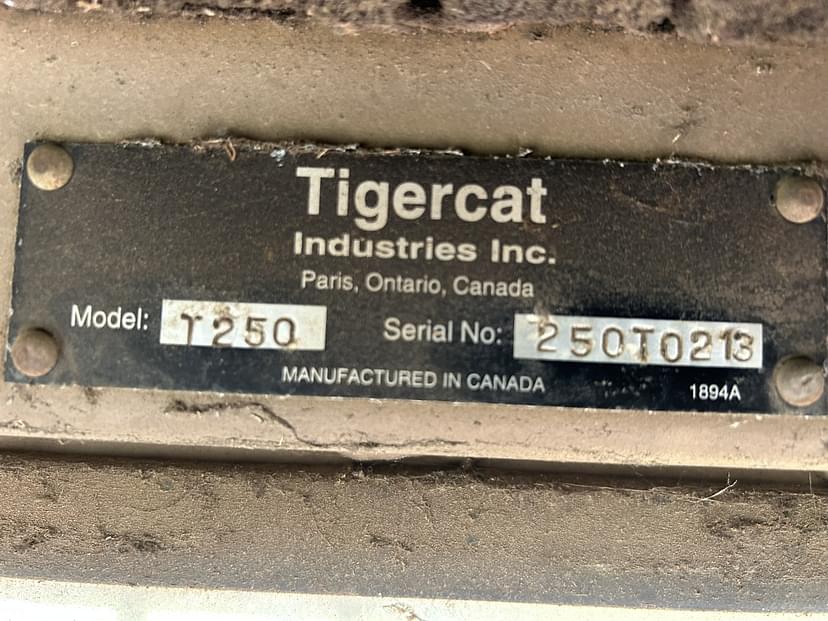 Tigercat
Industries Inc.
Paris, Ontario, Canada
Model: T250 Serial No: 250T0213
MANUFACTURED IN CANADA 1894A